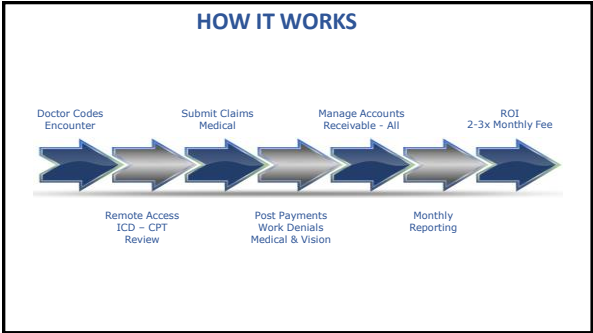 HOW IT WORKS
Doctor Codes
Encounter
Submit Claims
Medical
Manage Accounts
Receivable - All
ROI
2-3x Monthly Fee
Remote Access
ICD – CPT
Review
Post Payments
Work Denials
Medical & Vision
Monthly
Reporting